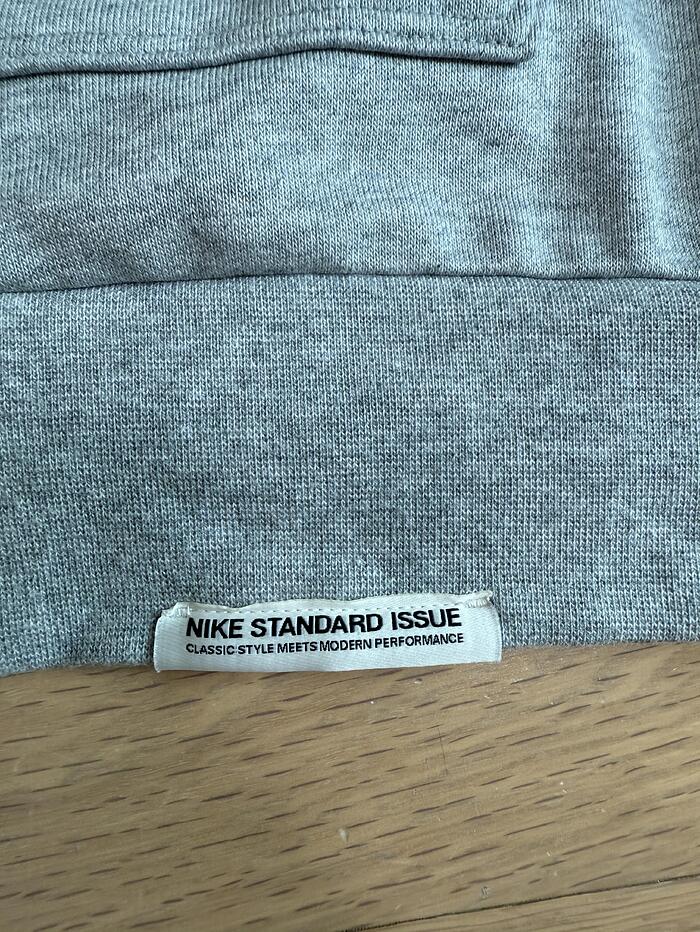 NIKE STANDARD ISSUE
CLASSIC STYLE MEETS MODERN PERFORMANCE